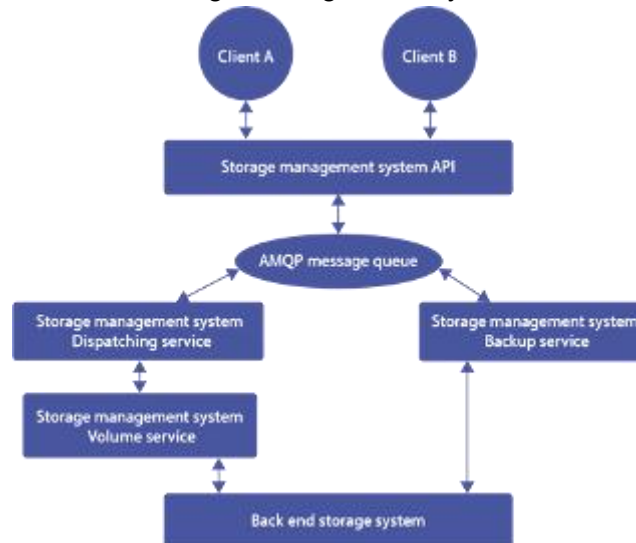 Client A
Client B
Storage management system API
AMQP message queue
Storage management system
Dispatching service
Storage management system
Backup service
Storage management system
Volume service
Back end storage system